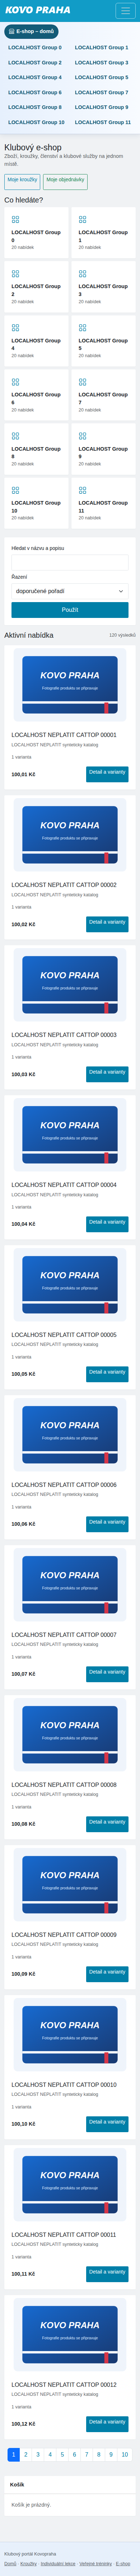 KOVO PRAHA
E-shop – domů
LOCALHOST Group 0
LOCALHOST Group 1
LOCALHOST Group 2
LOCALHOST Group 3
LOCALHOST Group 4
LOCALHOST Group 5
LOCALHOST Group 6
LOCALHOST Group 7
LOCALHOST Group 8
LOCALHOST Group 9
LOCALHOST Group 10
LOCALHOST Group 11
Klubový e-shop
Zboží, kroužky, členství a klubové služby na jednom
místě.
Moje kroužky
Moje objednávky
Co hledáte?
LOCALHOST Group
0
20 nabídek
LOCALHOST Group
1
20 nabídek
LOCALHOST Group
2
20 nabídek
LOCALHOST Group
3
20 nabídek
LOCALHOST Group
4
20 nabídek
LOCALHOST Group
5
20 nabídek
LOCALHOST Group
6
20 nabídek
LOCALHOST Group
7
20 nabídek
LOCALHOST Group
8
20 nabídek
LOCALHOST Group
9
20 nabídek
LOCALHOST Group
10
20 nabídek
LOCALHOST Group
11
20 nabídek
Hledat v názvu a popisu
Řazení
doporučené pořadí
Použít
Aktivní nabídka
120 výsledků
KOVO PRAHA
Fotografie produktu se připravuje
LOCALHOST NEPLATIT CATTOP 00001
LOCALHOST NEPLATIT syntetický katalog
1 varianta
100,01 Kč
Detail a varianty
KOVO PRAHA
Fotografie produktu se připravuje
LOCALHOST NEPLATIT CATTOP 00002
LOCALHOST NEPLATIT syntetický katalog
1 varianta
100,02 Kč
Detail a varianty
KOVO PRAHA
Fotografie produktu se připravuje
LOCALHOST NEPLATIT CATTOP 00003
LOCALHOST NEPLATIT syntetický katalog
1 varianta
100,03 Kč
Detail a varianty
KOVO PRAHA
Fotografie produktu se připravuje
LOCALHOST NEPLATIT CATTOP 00004
LOCALHOST NEPLATIT syntetický katalog
1 varianta
100,04 Kč
Detail a varianty
KOVO PRAHA
Fotografie produktu se připravuje
LOCALHOST NEPLATIT CATTOP 00005
LOCALHOST NEPLATIT syntetický katalog
1 varianta
100,05 Kč
Detail a varianty
KOVO PRAHA
Fotografie produktu se připravuje
LOCALHOST NEPLATIT CATTOP 00006
LOCALHOST NEPLATIT syntetický katalog
1 varianta
100,06 Kč
Detail a varianty
KOVO PRAHA
Fotografie produktu se připravuje
LOCALHOST NEPLATIT CATTOP 00007
LOCALHOST NEPLATIT syntetický katalog
1 varianta
100,07 Kč
Detail a varianty
KOVO PRAHA
Fotografie produktu se připravuje
LOCALHOST NEPLATIT CATTOP 00008
LOCALHOST NEPLATIT syntetický katalog
1 varianta
100,08 Kč
Detail a varianty
KOVO PRAHA
Fotografie produktu se připravuje
LOCALHOST NEPLATIT CATTOP 00009
LOCALHOST NEPLATIT syntetický katalog
1 varianta
100,09 Kč
Detail a varianty
KOVO PRAHA
Fotografie produktu se připravuje
LOCALHOST NEPLATIT CATTOP 00010
LOCALHOST NEPLATIT syntetický katalog
1 varianta
100,10 Kč
Detail a varianty
KOVO PRAHA
Fotografie produktu se připravuje
LOCALHOST NEPLATIT CATTOP 00011
LOCALHOST NEPLATIT syntetický katalog
1 varianta
100,11 Kč
Detail a varianty
KOVO PRAHA
Fotografie produktu se připravuje
LOCALHOST NEPLATIT CATTOP 00012
LOCALHOST NEPLATIT syntetický katalog
1 varianta
100,12 Kč
Detail a varianty
1 2 3 4 5 6 7 8 9 10
Košík
Košík je prázdný.
Klubový portál Kovopraha
Domů · Kroužky · Individuální lekce · Veřejné tréninky · E-shop